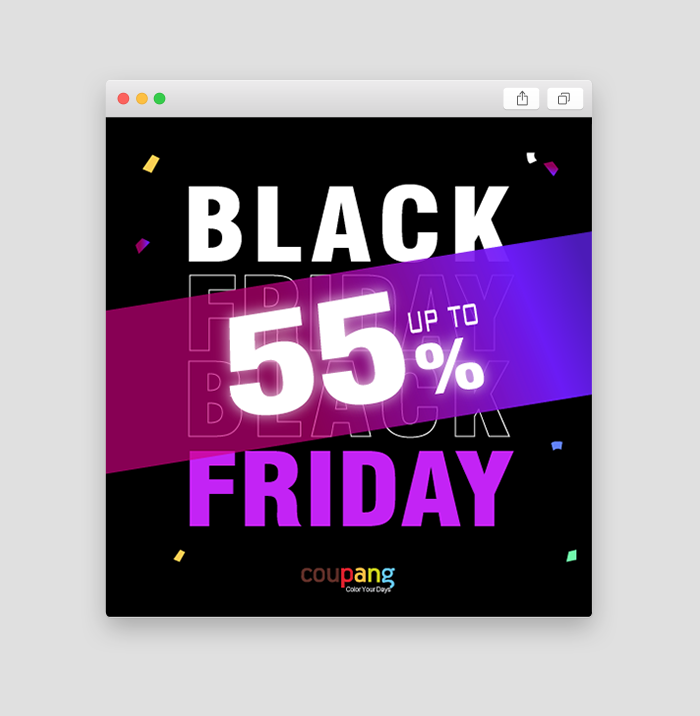 BLACK
FRIDAY
55 UP TO
%
BLACK
FRIDAY
coupang
Color Your Days